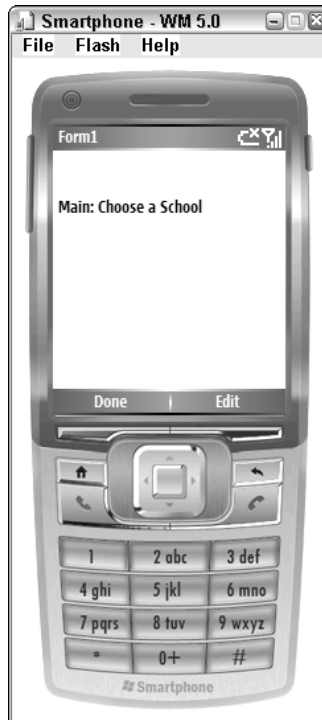 Smartphone - WM 5.0
File Flash Help
Form1
Main: Choose a School
Done Edit
1 2 abc 3 def
4 ghi 5 jkl 6 mno
7 pqrs 8 tuv 9 wxyz
* 0+ #
Smartphone